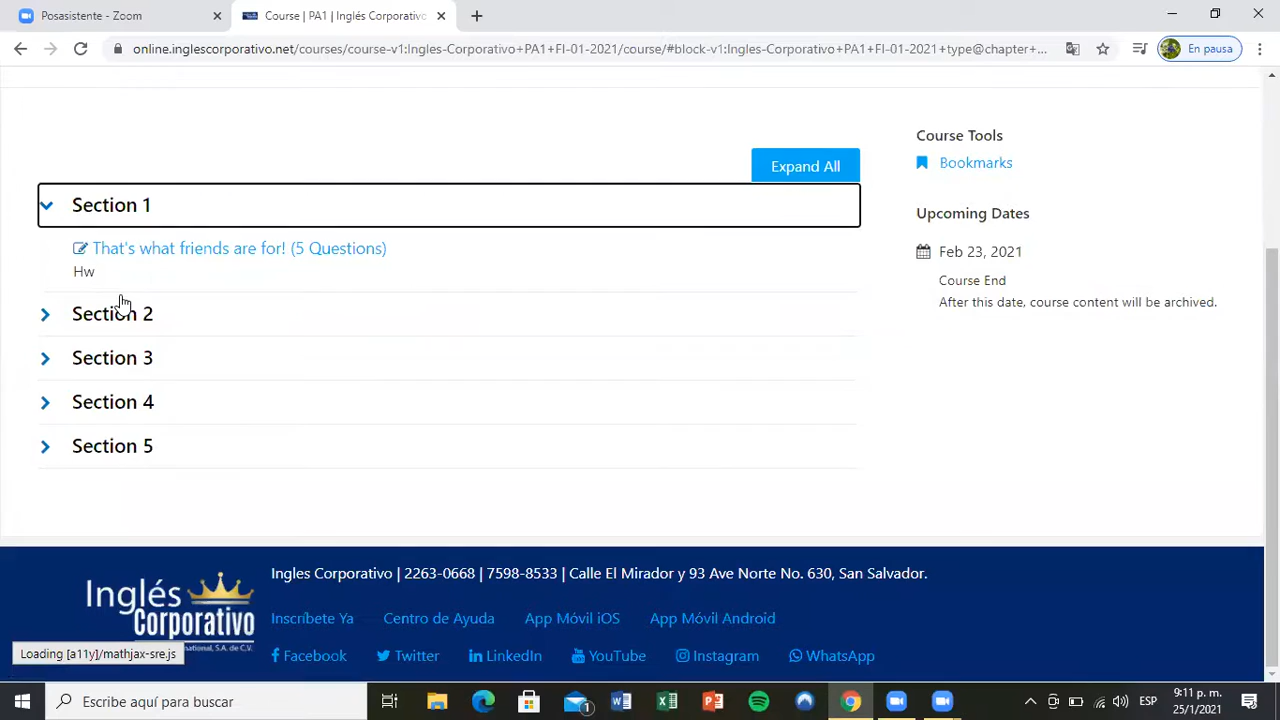 Posasistente - Zoom
Course | PA1 | Inglés Corporativo
online.inglescorporativo.net/courses/course-v1:Ingles-Corporativo+PA1+FI-01-2021/course/#block-v1:Ingles-Corporativo+PA1+FI-01-2021+type@chapter+...
En pausa
Expand All
Section 1
That's what friends are for! (5 Questions)
Hw
Section 2
Section 3
Section 4
Section 5
Course Tools
Bookmarks
Upcoming Dates
Feb 23, 2021
Course End
After this date, course content will be archived.
Inglés Corporativo
International, S.A. de C.V.
Ingles Corporativo | 2263-0668 | 7598-8533 | Calle El Mirador y 93 Ave Norte No. 630, San Salvador.
Inscríbete Ya Centro de Ayuda App Móvil iOS App Móvil Android
Facebook Twitter LinkedIn YouTube Instagram WhatsApp
Loading [a11y]/mathjax-sre.js
Escribe aquí para buscar
1
ESP
9:11 p. m.
25/1/2021